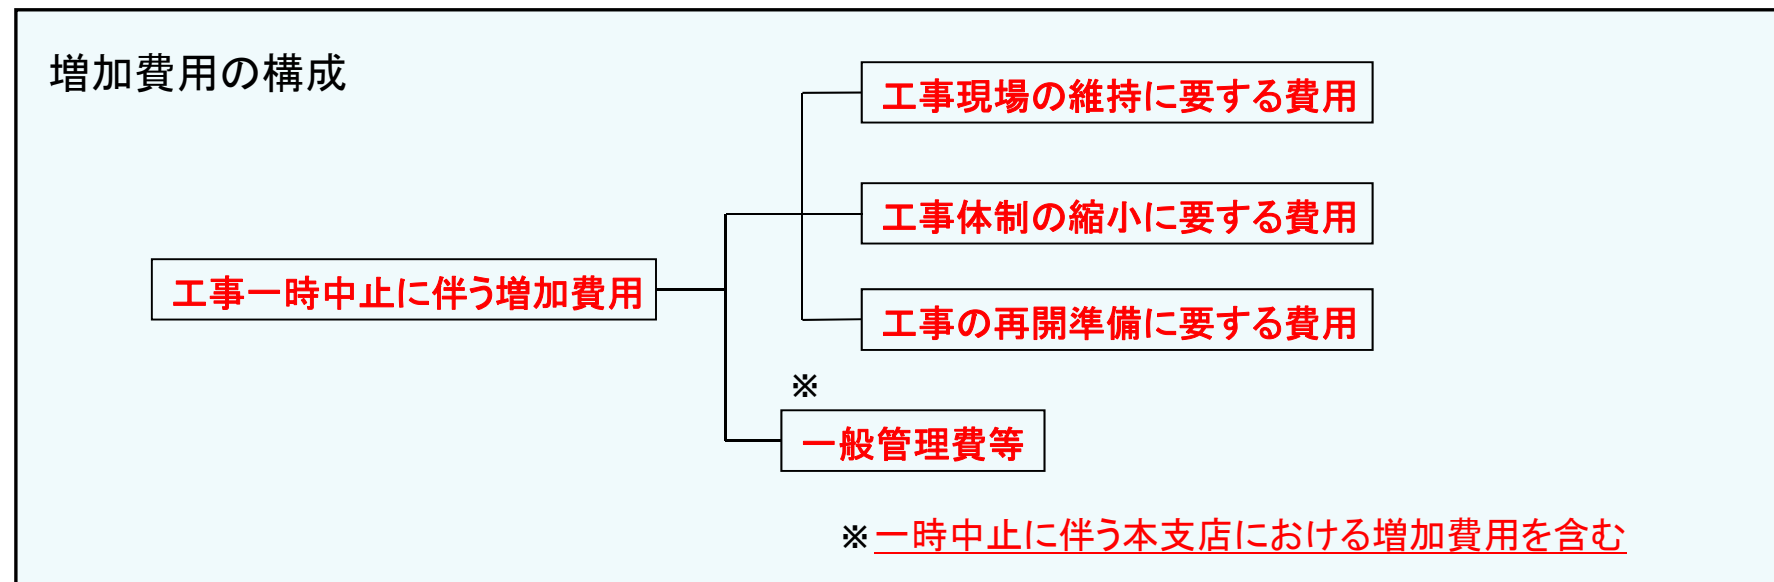 増加費用の構成
工事現場の維持に要する費用
工事体制の縮小に要する費用
工事一時中止に伴う増加費用
工事の再開準備に要する費用
※
一般管理費等
※一時中止に伴う本支店における増加費用を含む